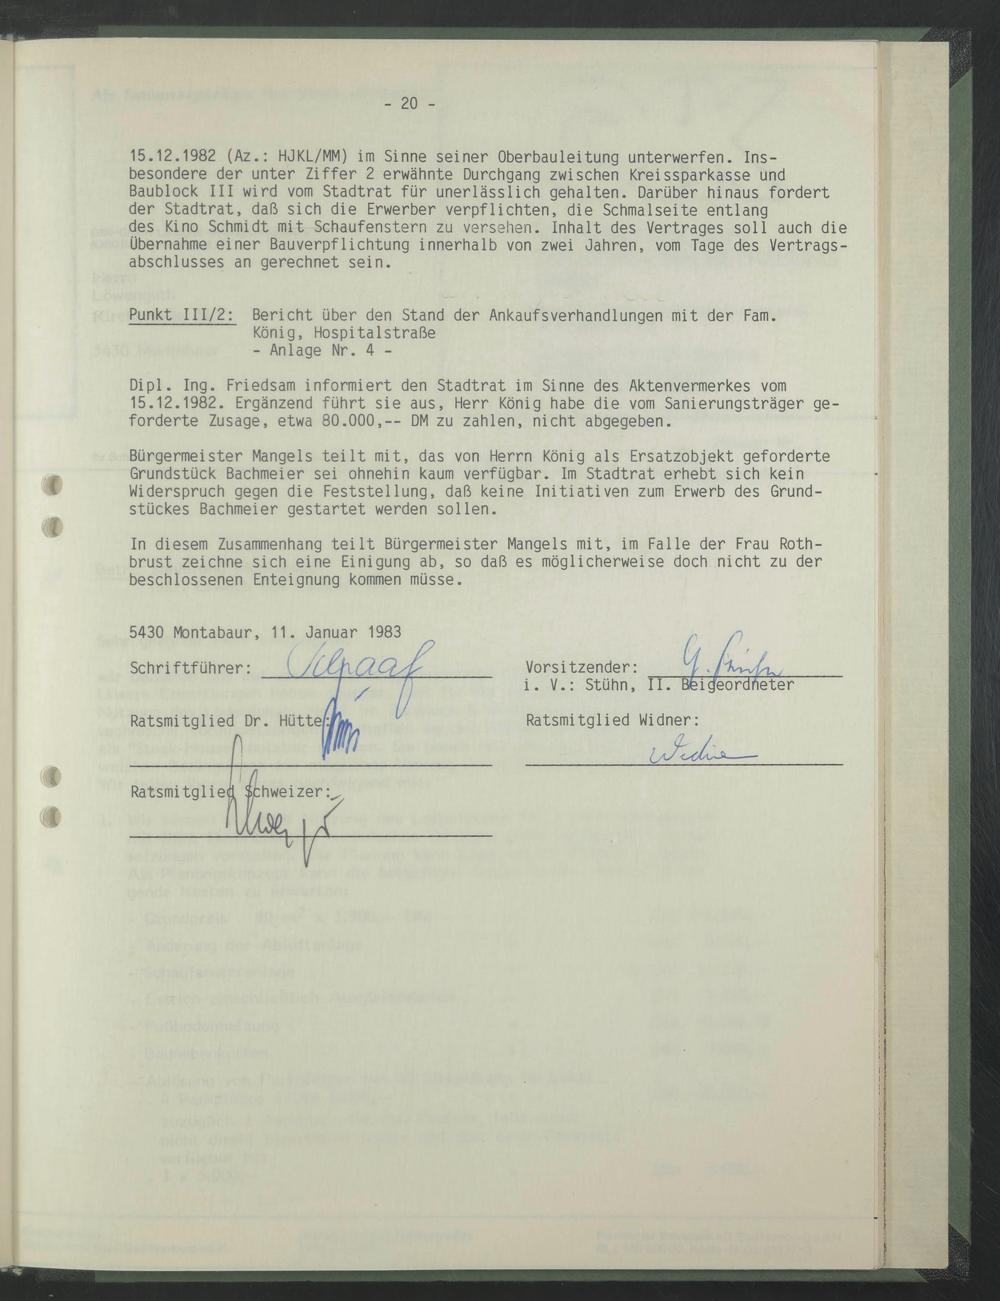 - 20 -
15.12.1982 (Az.: HJKL/MM) im Sinne seiner Oberbauleitung unterwerfen. Ins-
besondere der unter Ziffer 2 erwähnte Durchgang zwischen Kreissparkasse und
Baublock III wird vom Stadtrat für unerlässlich gehalten. Darüber hinaus fordert
der Stadtrat, daß sich die Erwerber verpflichten, die Schmalseite entlang
des Kino Schmidt mit Schaufenstern zu versehen. Inhalt des Vertrages soll auch die
Übernahme einer Bauverpflichtung innerhalb von zwei Jahren, vom Tage des Vertrags-
abschlusses an gerechnet sein.
Punkt III/2: Bericht über den Stand der Ankaufsverhandlungen mit der Fam.
König, Hospitalstraße
- Anlage Nr. 4 -
Dipl. Ing. Friedsam informiert den Stadtrat im Sinne des Aktenvermerkes vom
15.12.1982. Ergänzend führt sie aus, Herr König habe die vom Sanierungsträger ge-
forderte Zusage, etwa 80.000,-- DM zu zahlen, nicht abgegeben.
Bürgermeister Mangels teilt mit, das von Herrn König als Ersatzobjekt geforderte
Grundstück Bachmeier sei ohnehin kaum verfügbar. Im Stadtrat erhebt sich kein
Widerspruch gegen die Feststellung, daß keine Initiativen zum Erwerb des Grund-
stückes Bachmeier gestartet werden sollen.
In diesem Zusammenhang teilt Bürgermeister Mangels mit, im Falle der Frau Roth-
brust zeichne sich eine Einigung ab, so daß es möglicherweise doch nicht zu der
beschlossenen Enteignung kommen müsse.
5430 Montabaur, 11. Januar 1983
Schriftführer:
Vorsitzender:
i. V.: Stühn, II. Beigeordneter
Ratsmitglied Dr. Hütte:
Ratsmitglied Widner:
Ratsmitglied Schweizer: